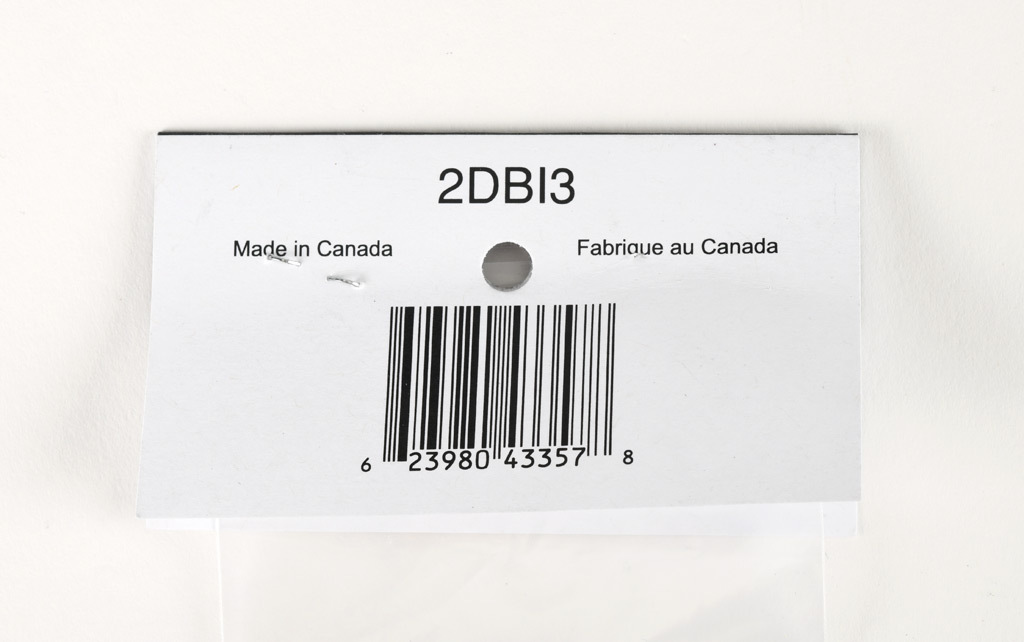 2DBI3
Made in Canada
Fabrique au Canada
6 23980 43357 8